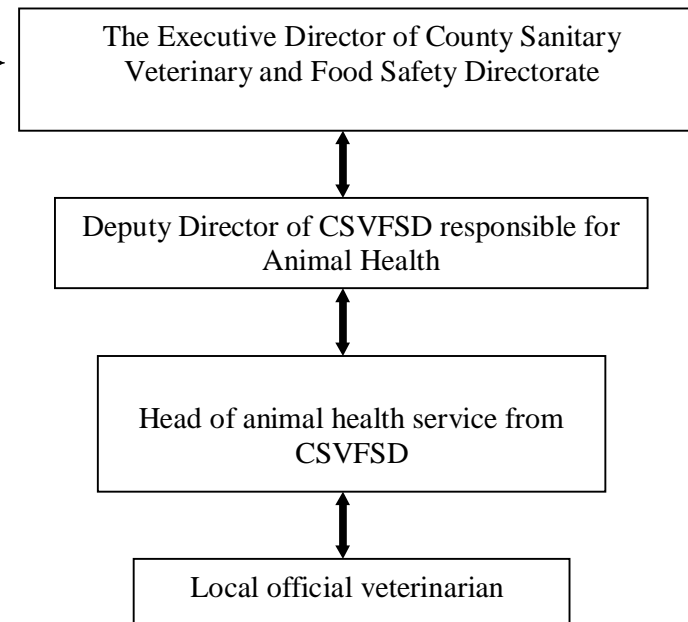 The Executive Director of County Sanitary
Veterinary and Food Safety Directorate
Deputy Director of CSVFSD responsible for
Animal Health
Head of animal health service from
CSVFSD
Local official veterinarian